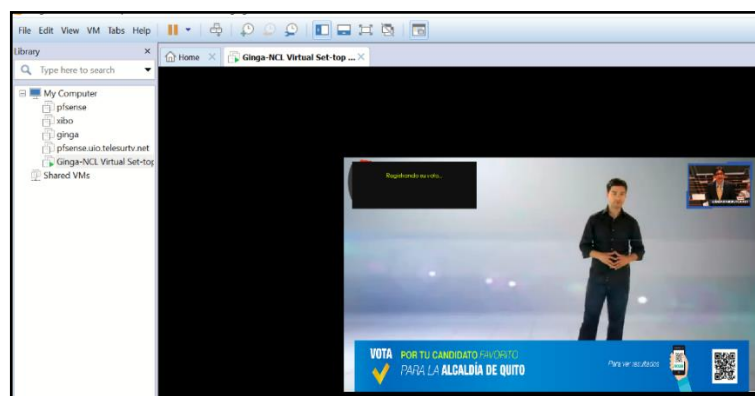 File Edit View VM Tabs Help
Library
Home
Ginga-NCL Virtual Set-top ...
Type here to search
My Computer
pfsense
xibo
ginga
pfsense.uio.telesurtv.net
Ginga-NCL Virtual Set-top
Shared VMs
Registrando su voto...
VOTA POR TU CANDIDATO FAVORITO
PARA LA ALCALDÍA DE QUITO
Para ver resultados